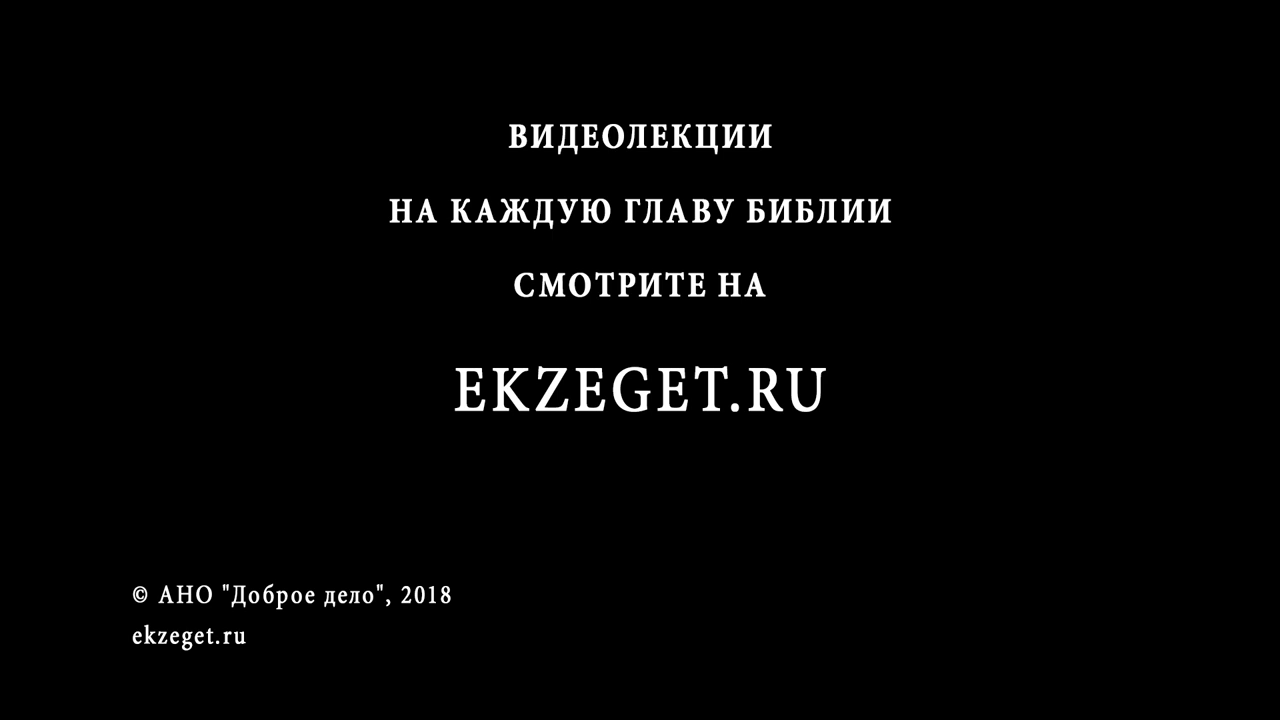 ВИДЕОЛЕКЦИИ
НА КАЖДУЮ ГЛАВУ БИБЛИИ
СМОТРИТЕ НА
EKZEGET.RU
© АНО "Доброе дело", 2018
ekzeget.ru